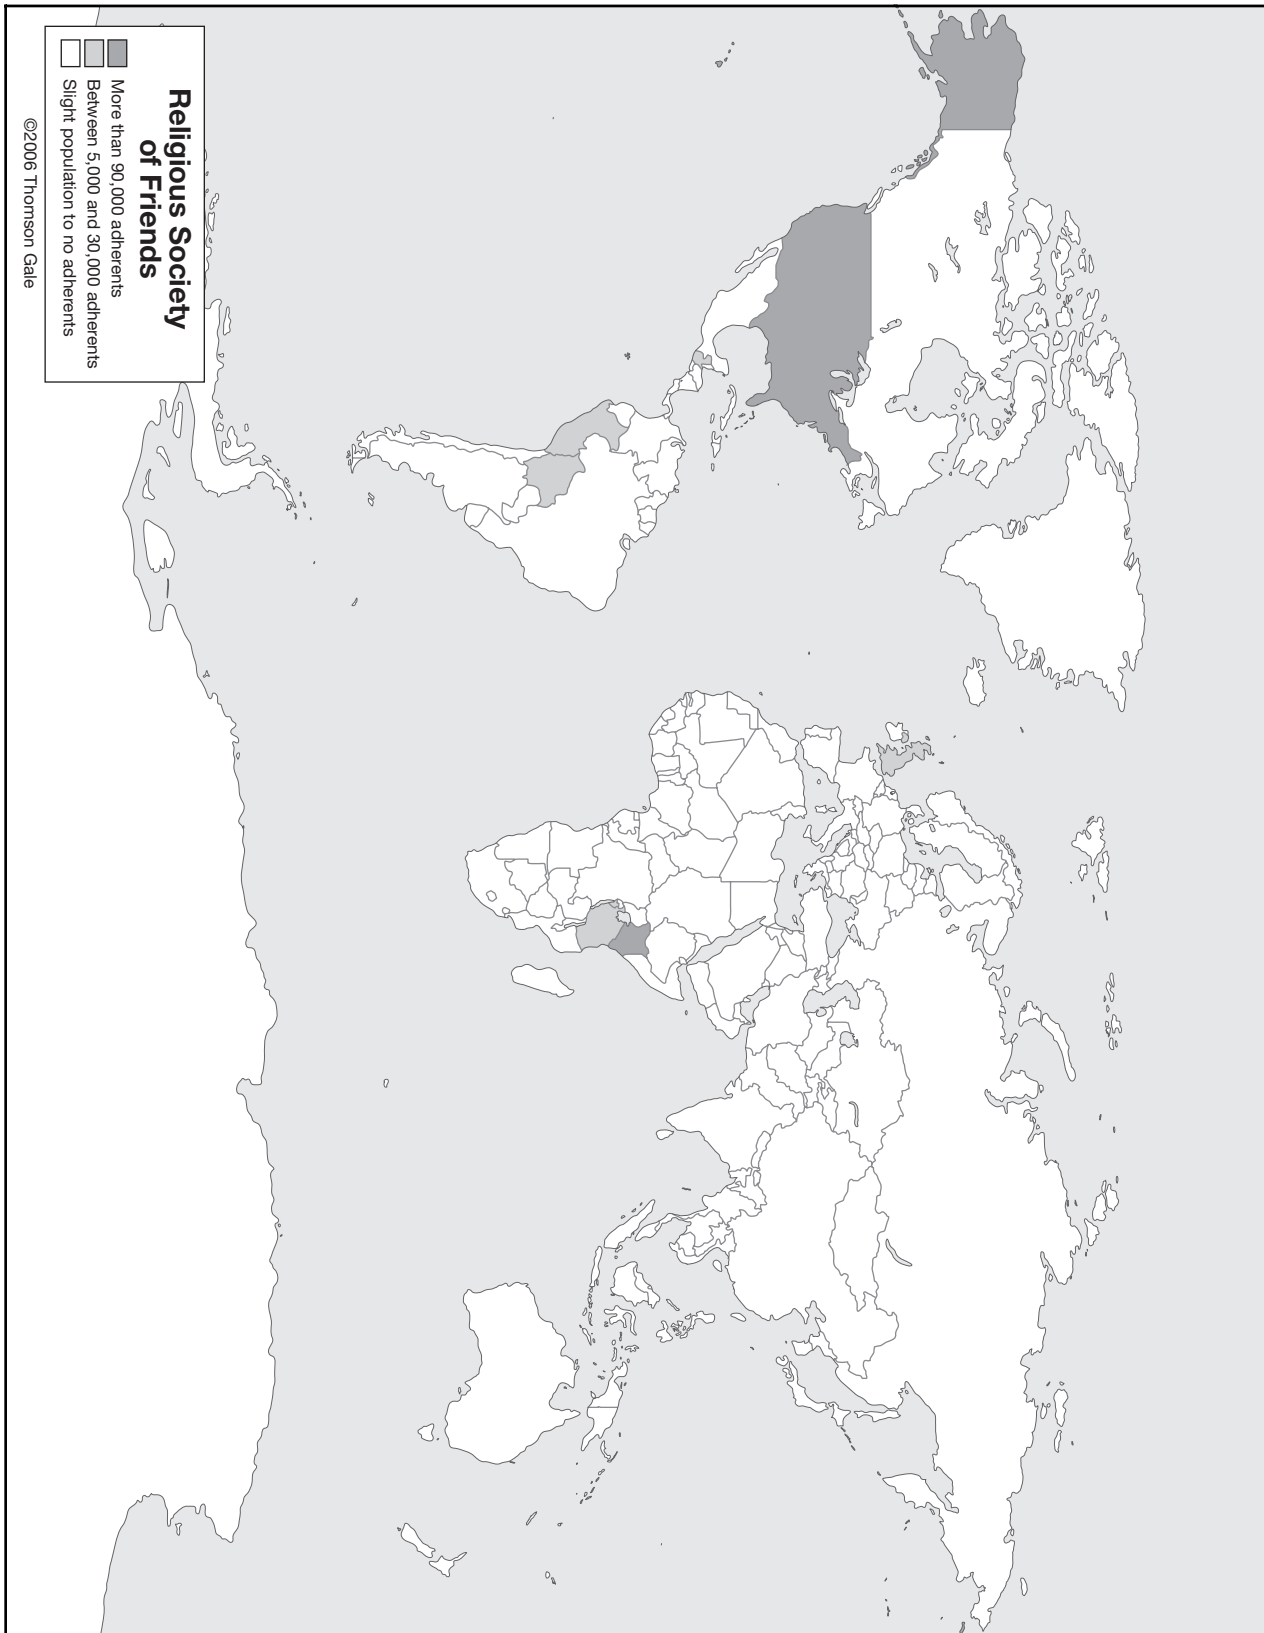 Religious Society
of Friends
More than 90,000 adherents
Between 5,000 and 30,000 adherents
Slight population to no adherents
©2006 Thomson Gale